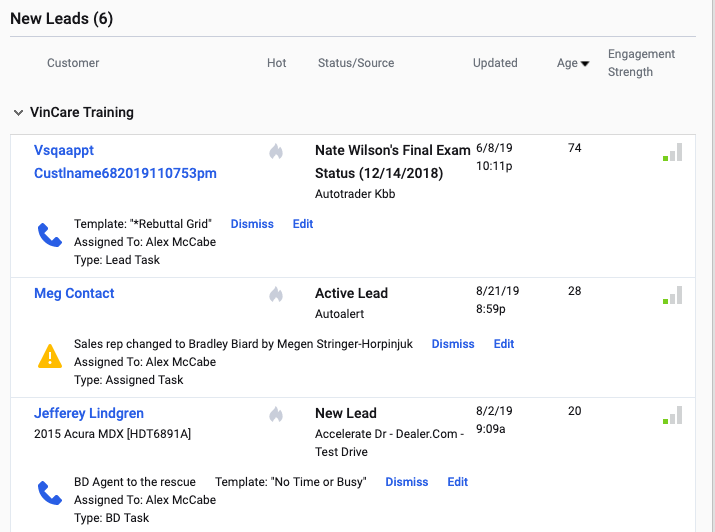 New Leads (6)
Customer Hot Status/Source Updated Age Engagement Strength
VinCare Training
Vsqaappt Custlname682019110753pm
Nate Wilson's Final Exam Status (12/14/2018)
Autotrader Kbb
6/8/19 10:11p
74
Template: "*Rebuttal Grid" Dismiss Edit
Assigned To: Alex McCabe
Type: Lead Task
Meg Contact
Active Lead
Autoalert
8/21/19 8:59p
28
Sales rep changed to Bradley Biard by Megen Stringer-Horpinjuk Dismiss Edit
Assigned To: Alex McCabe
Type: Assigned Task
Jefferey Lindgren
2015 Acura MDX [HDT6891A]
New Lead
Accelerate Dr - Dealer.Com - Test Drive
8/2/19 9:09a
20
BD Agent to the rescue Template: "No Time or Busy" Dismiss Edit
Assigned To: Alex McCabe
Type: BD Task